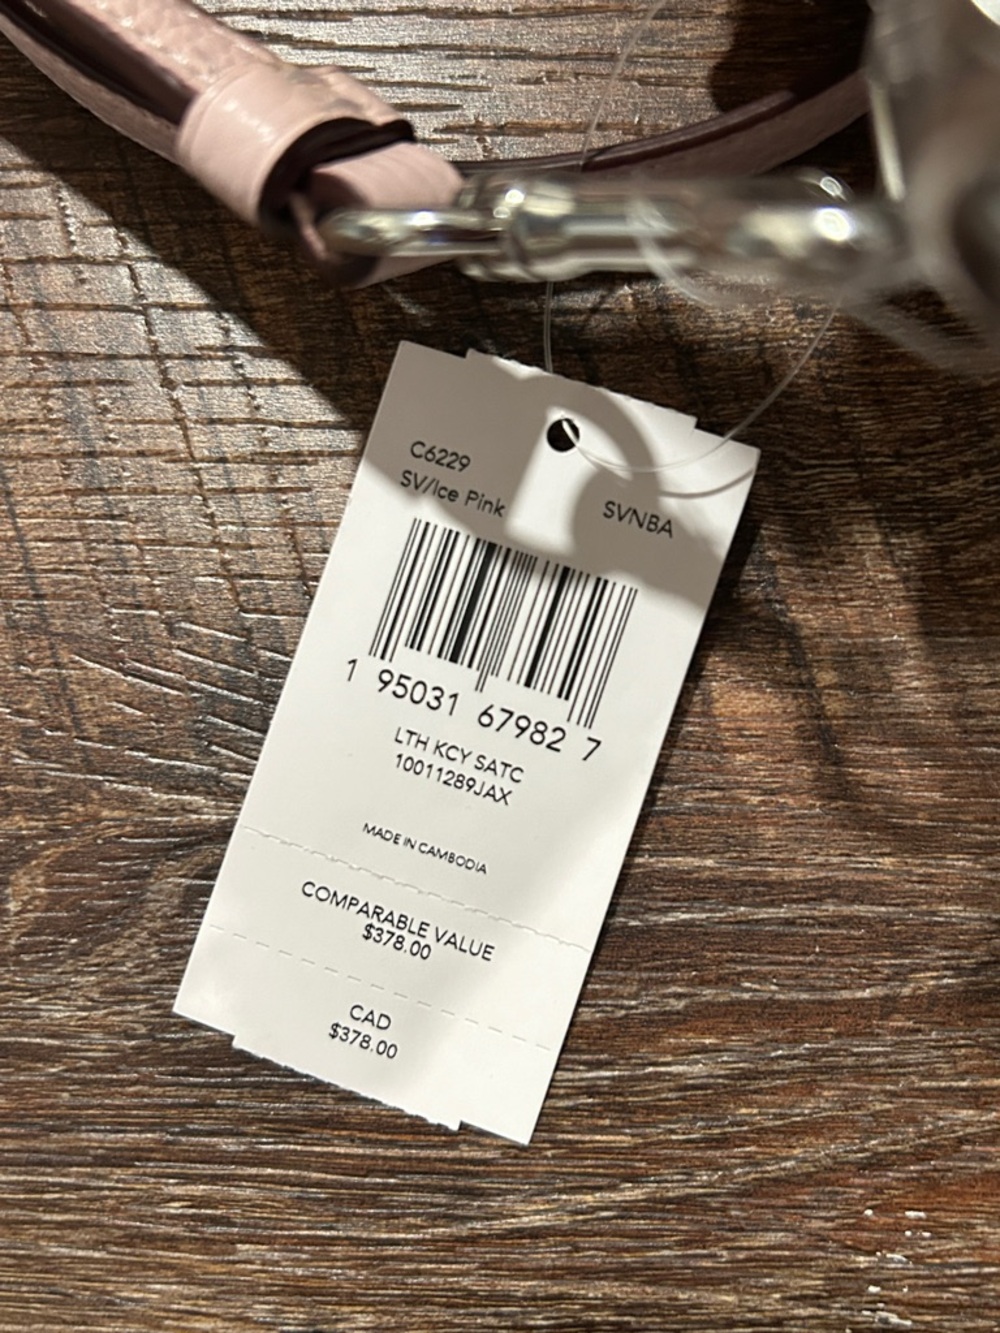 C6229
SV/Ice Pink
SVNBA
1 95031 67982 7
LTH KCY SATC
10011289JAX
MADE IN CAMBODIA
COMPARABLE VALUE
$378.00
CAD
$378.00